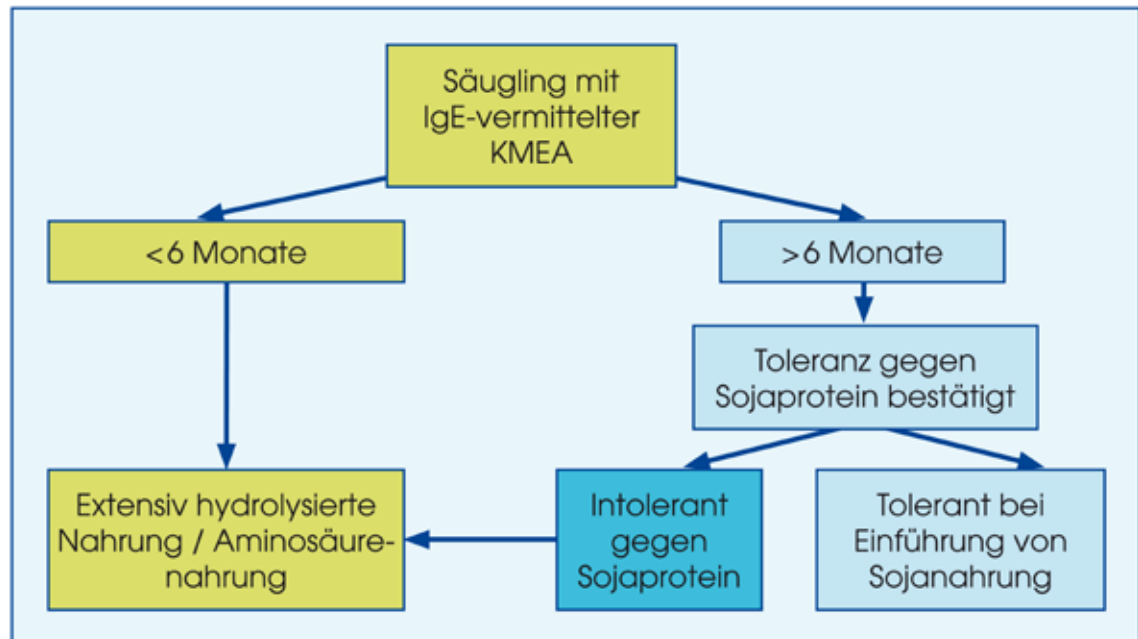 Säugling mit
IgE-vermittelter
KMEA
<6 Monate
>6 Monate
Toleranz gegen
Sojaprotein bestätigt
Extensiv hydrolysierte
Nahrung / Aminosäure-
nahrung
Intolerant
gegen
Sojaprotein
Tolerant bei
Einführung von
Sojanahrung